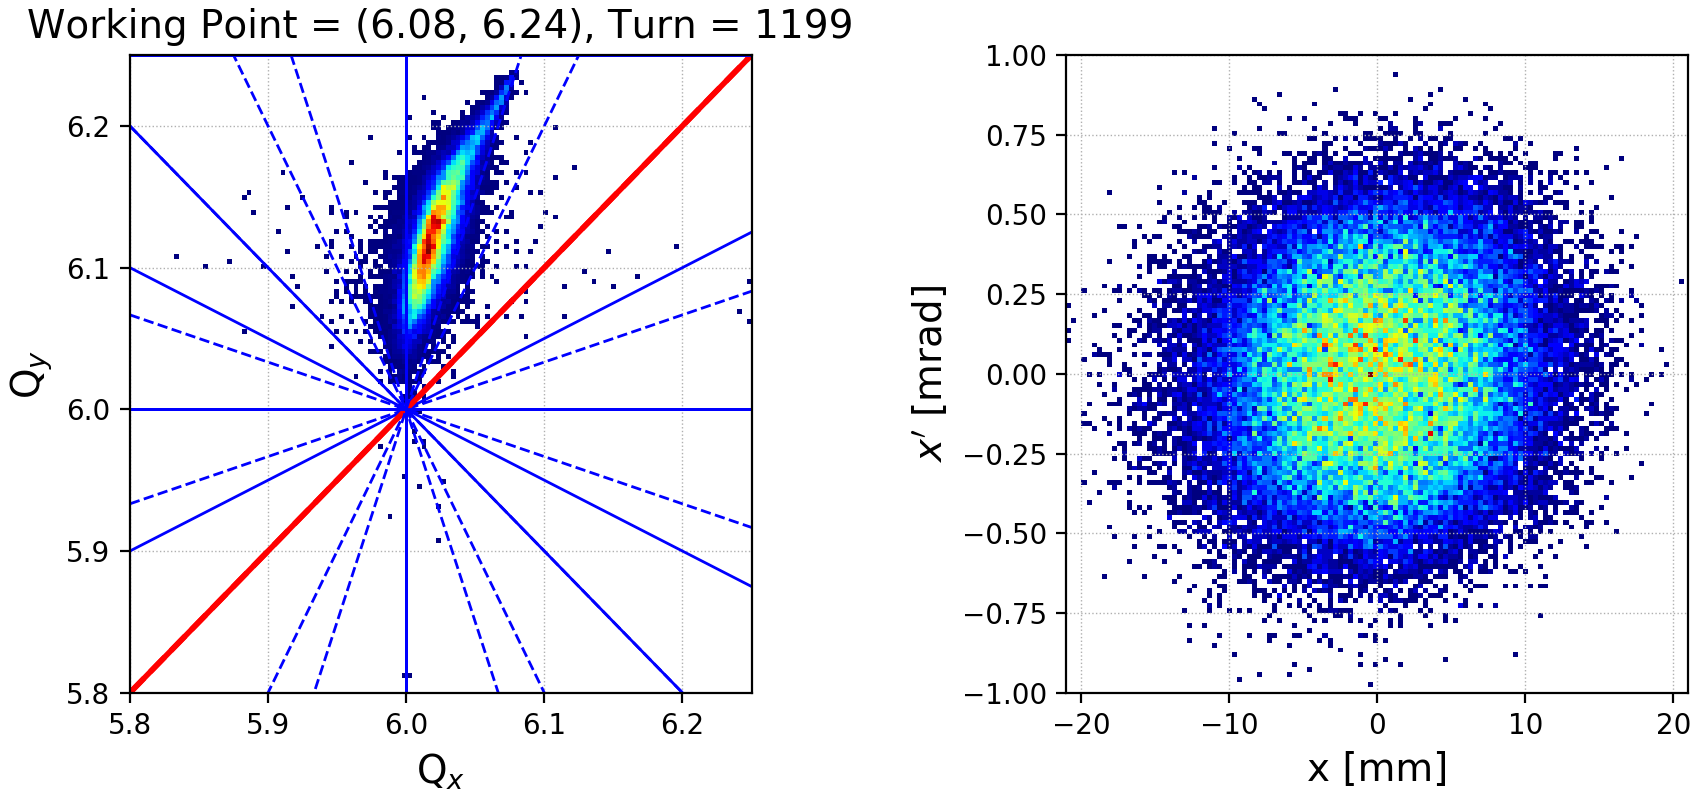 Working Point = (6.08, 6.24), Turn = 1199
6.2
6.1
6.0
5.9
5.8
Qy
5.8 5.9 6.0 6.1 6.2
Qx
1.00
0.75
0.50
0.25
0.00
−0.25
−0.50
−0.75
−1.00
x′ [mrad]
−20 −10 0 10 20
x [mm]